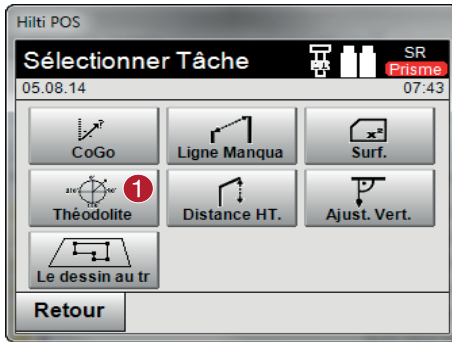 Hilti POS
Sélectionner Tâche
SR
Prisme
05.08.14 07:43
CoGo Ligne Manqua Surf.
1
Théodolite Distance HT. Ajust. Vert.
Le dessin au tr
Retour